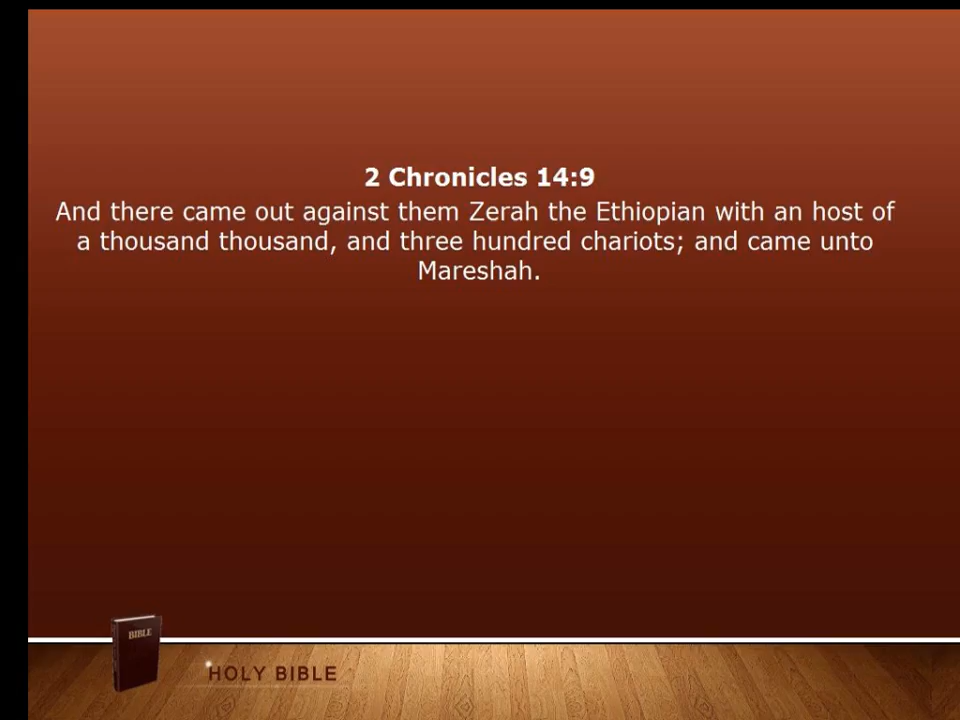 2 Chronicles 14:9
And there came out against them Zerah the Ethiopian with an host of
a thousand thousand, and three hundred chariots; and came unto
Mareshah.
BIBLE
HOLY BIBLE